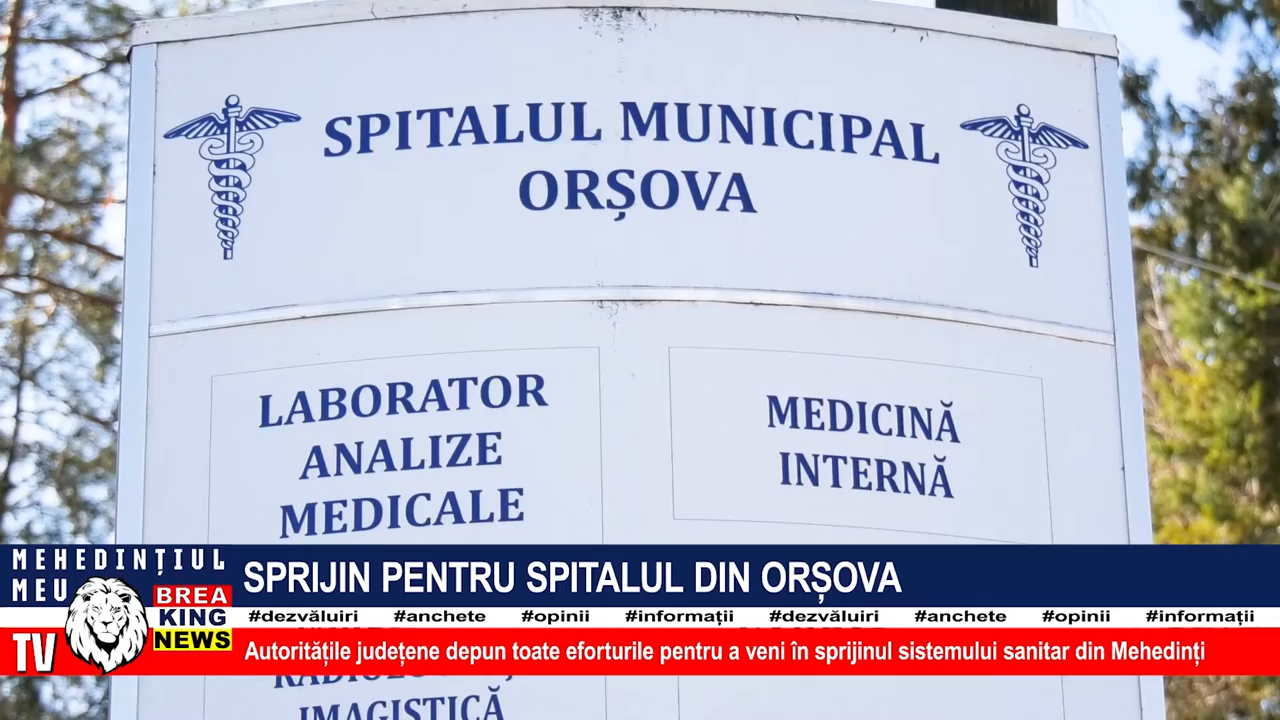 SPITALUL MUNICIPAL
ORȘOVA
LABORATOR
ANALIZE
MEDICALE
MEDICINĂ
INTERNĂ
MEHEDINȚIUL
MEU
TV
BREA
KING
NEWS
SPRIJIN PENTRU SPITALUL DIN ORȘOVA
#dezvăluiri #anchete #opinii #informații #dezvăluiri #anchete #opinii #informații
Autoritățile județene depun toate eforturile pentru a veni în sprijinul sistemului sanitar din Mehedinți
IMAGISTICĂ